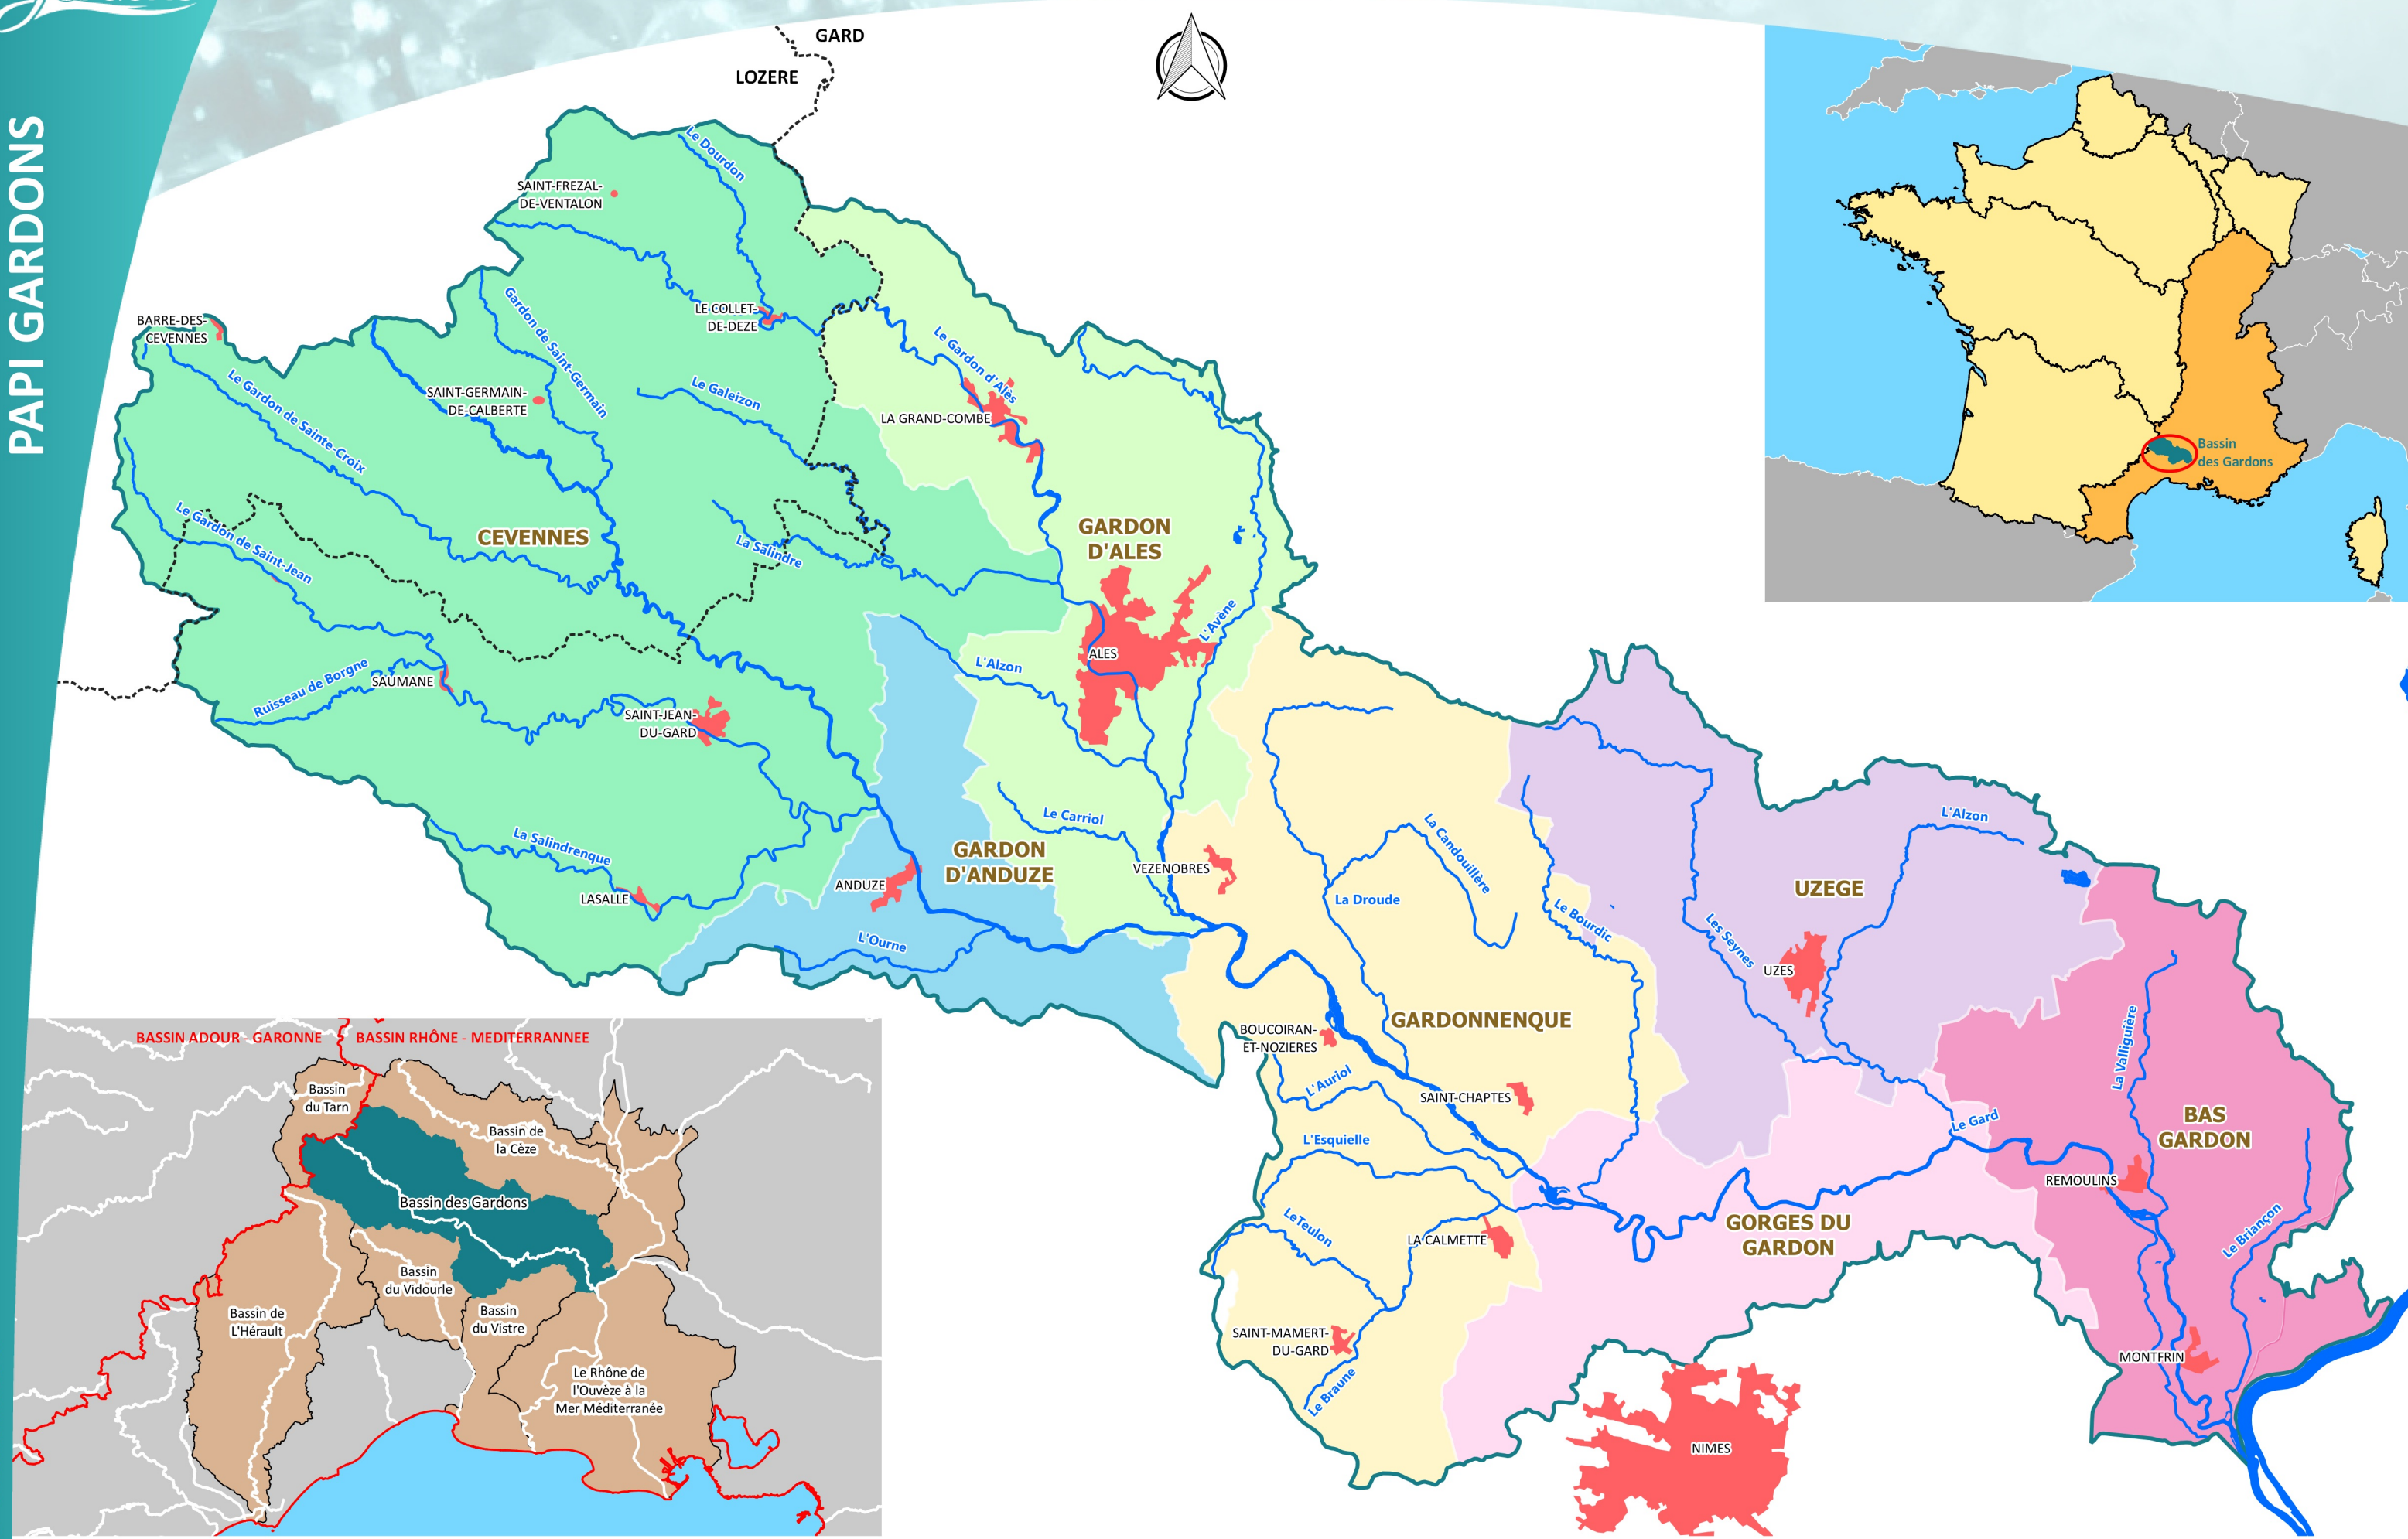 PAPI GARDONS
GARD
LOZERE
Le Dourdon
SAINT-FREZAL-
DE-VENTALON
LE COLLET-
DE-DEZE
BARRE-DES-
CEVENNES
Gardon de Saint-Germain
Le Gardon d'Alès
Le Gardon de Sainte-Croix
SAINT-GERMAIN-
DE-CALBERTE
Le Galeizon
LA GRAND-COMBE
Le Gardon de Saint-Jean
CEVENNES
La Salindre
GARDON
D'ALES
L'Avène
ALES
L'Alzon
Ruisseau de Borgne
SAUMANE
SAINT-JEAN-
DU-GARD
La Salindrenque
LASALLE
Le Carriol
GARDON
D'ANDUZE
ANDUZE
VEZENOBRES
L'Ourne
La Candouillère
La Droude
Le Bourdic
Les Seynes
L'Alzon
UZEGE
UZES
GARDONNENQUE
BOUCOIRAN-
ET-NOZIERES
L'Auriol
SAINT-CHAPTES
L'Esquielle
La Valliguière
BAS
GARDON
Le Gard
REMOULINS
LeTeulon
LA CALMETTE
GORGES DU
GARDON
Le Briançon
SAINT-MAMERT-
DU-GARD
Le Braune
MONTFRIN
NIMES
Bassin
des Gardons
BASSIN ADOUR - GARONNE
BASSIN RHÔNE - MEDITERRANNEE
Bassin
du Tarn
Bassin de
la Cèze
Bassin des Gardons
Bassin
du Vidourle
Bassin de
L'Hérault
Bassin
du Vistre
Le Rhône de
l'Ouvèze à la
Mer Méditerranée